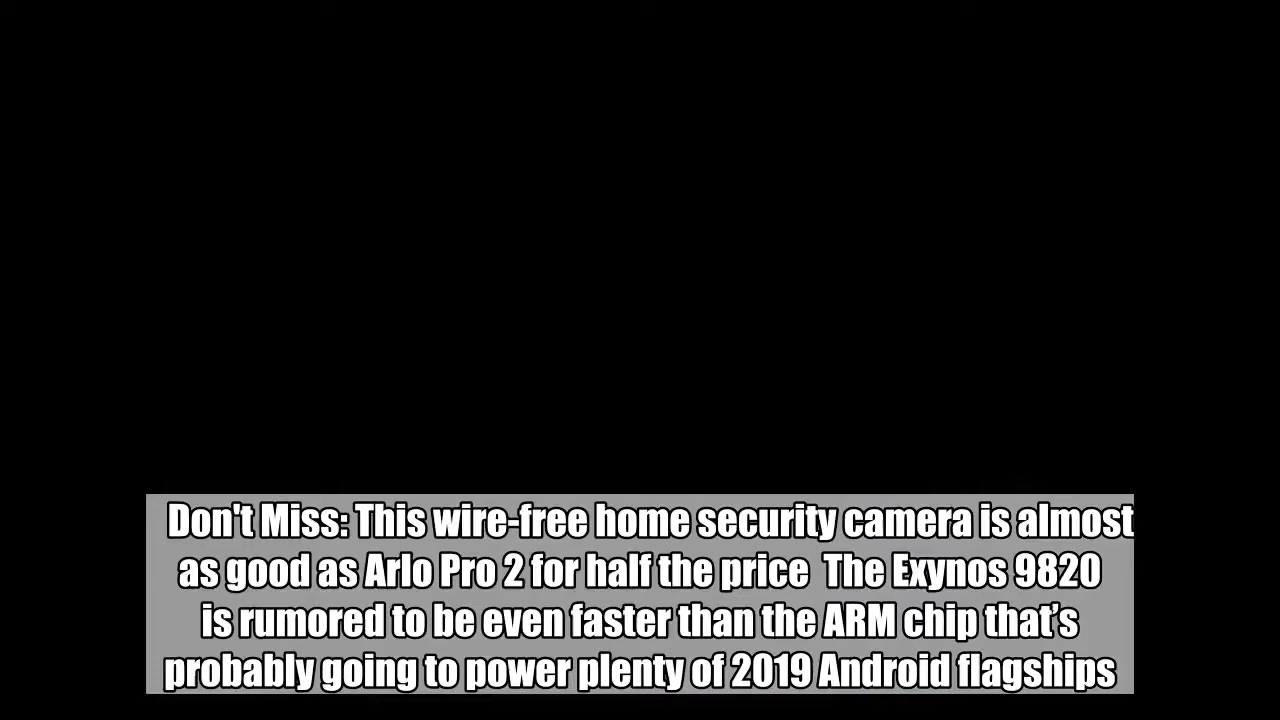 Don't Miss: This wire-free home security camera is almost
as good as Arlo Pro 2 for half the price  The Exynos 9820
is rumored to be even faster than the ARM chip that’s
probably going to power plenty of 2019 Android flagships